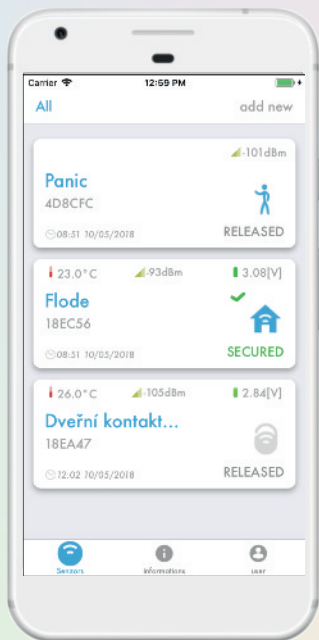 Carrier 12:59 PM
All add new
-101dBm
Panic
4D8CFC
08:51 10/05/2018 RELEASED
23.0°C -93dBm 3.08[V]
Flode
18EC56
08:51 10/05/2018 SECURED
26.0°C -105dBm 2.84[V]
Dveřní kontakt...
18EA47
12:02 10/05/2018 RELEASED
Senzors informations user